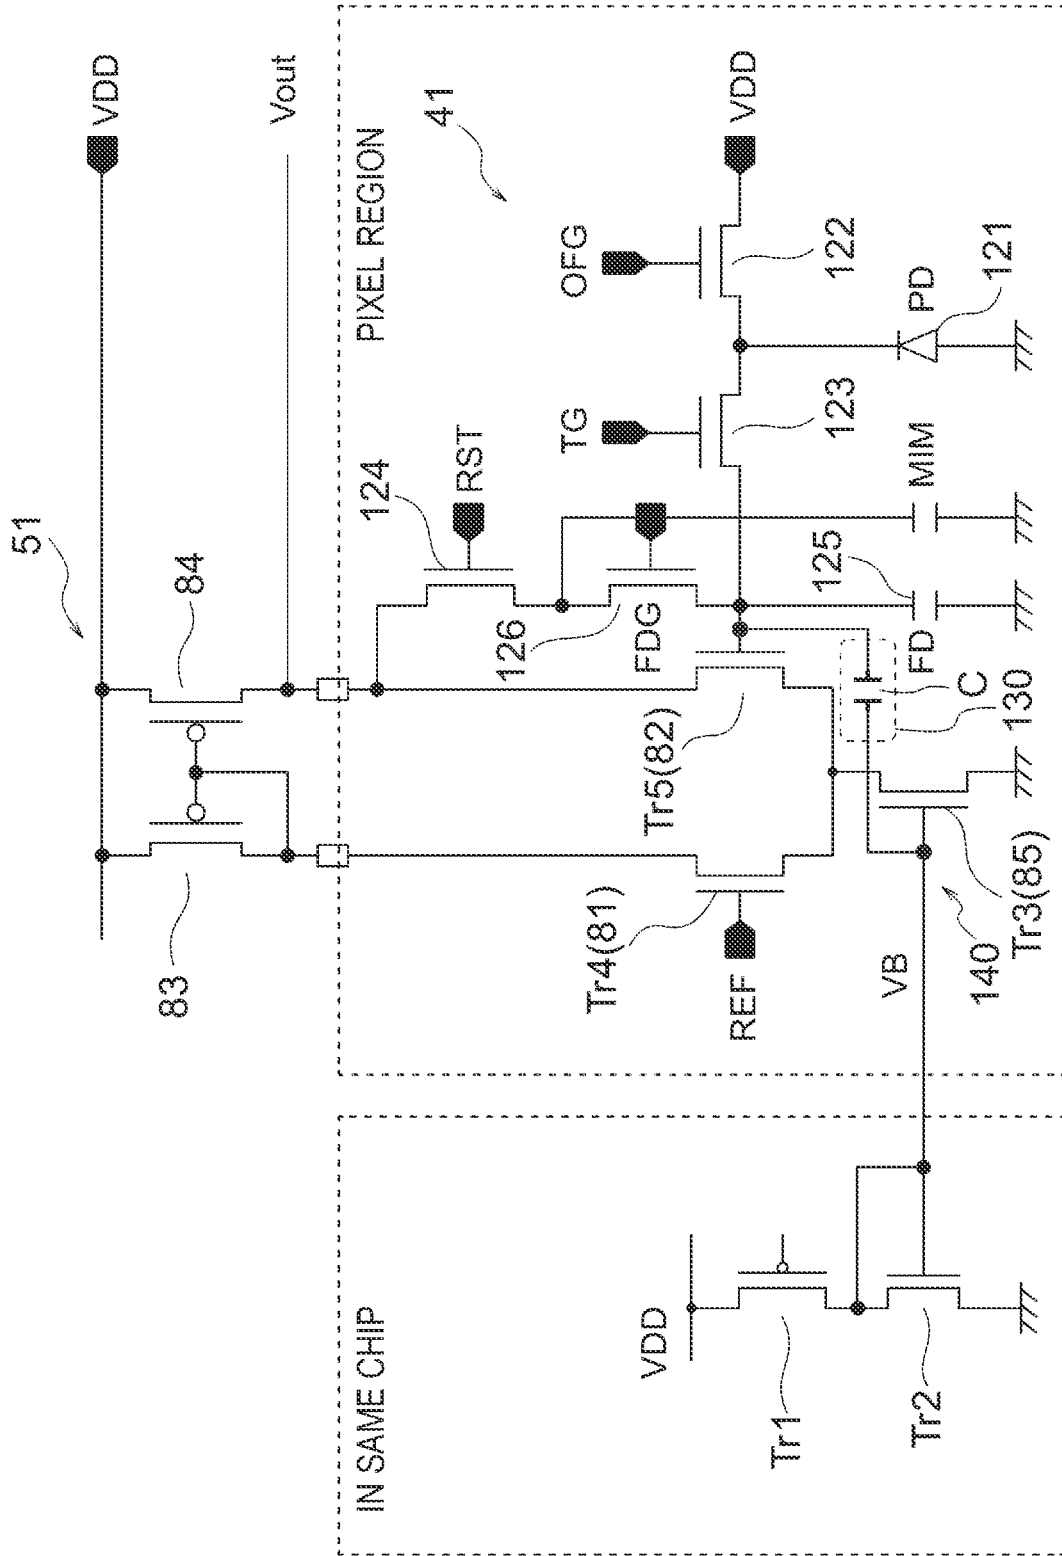 51
VDD
83
84
Vout
PIXEL REGION
41
124
RST
OFG
VDD
TG
122
126
FDG
123
PD
121
MIM
125
FD
C
130
Tr5(82)
Tr4(81)
REF
VB
140
Tr3(85)
IN SAME CHIP
VDD
Tr1
Tr2